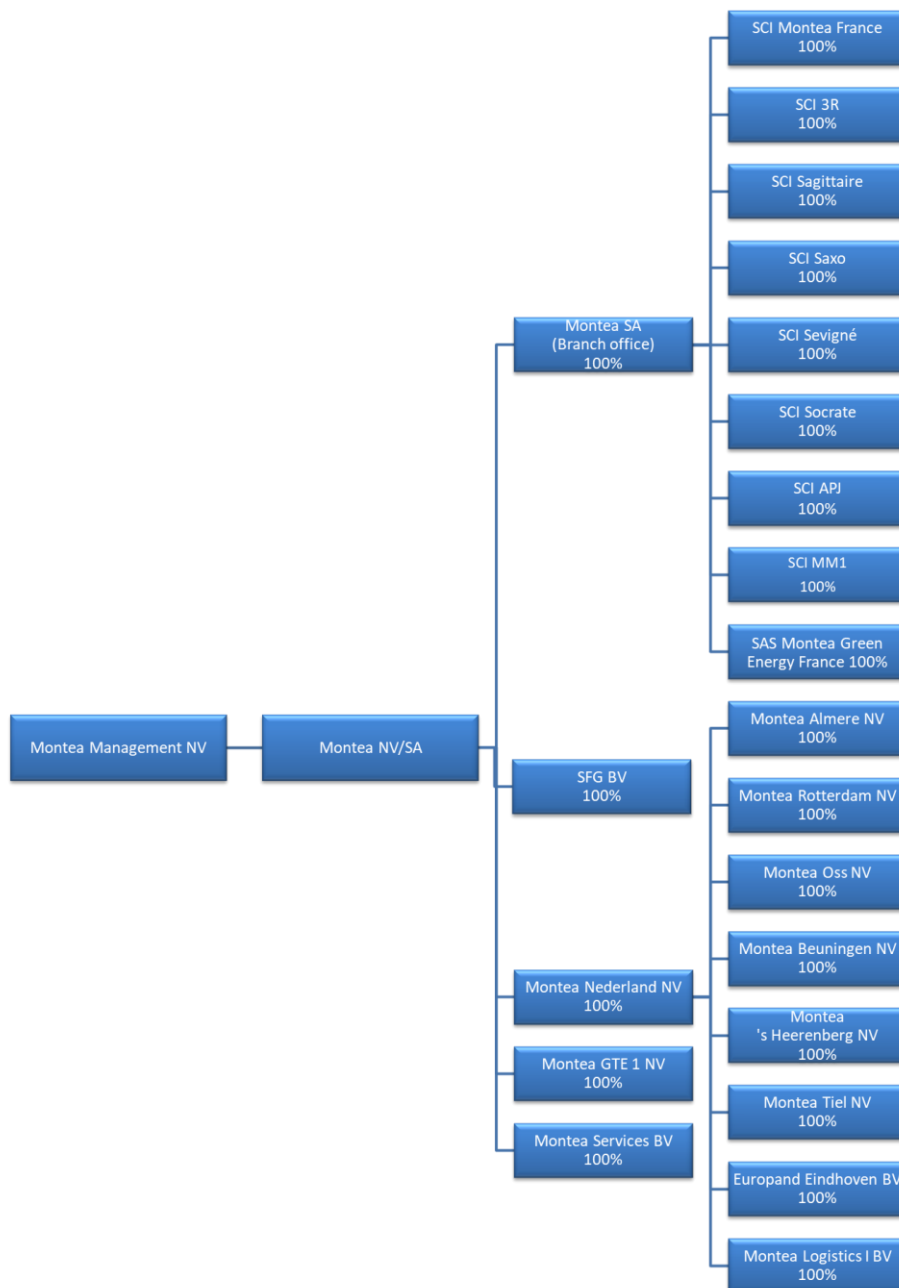 SCI Montea France
100%
SCI 3R
100%
SCI Sagittaire
100%
SCI Saxo
100%
Montea SA
(Branch office)
100%
SCI Sevigné
100%
SCI Socrate
100%
SCI APJ
100%
SCI MM1
100%
SAS Montea Green
Energy France 100%
Montea Management NV
Montea NV/SA
SFG BV
100%
Montea Almere NV
100%
Montea Rotterdam NV
100%
Montea Oss NV
100%
Montea Beuningen NV
100%
Montea Nederland NV
100%
Montea
's Heerenberg NV
100%
Montea GTE 1 NV
100%
Montea Tiel NV
100%
Montea Services BV
100%
Europand Eindhoven BV
100%
Montea Logistics I BV
100%